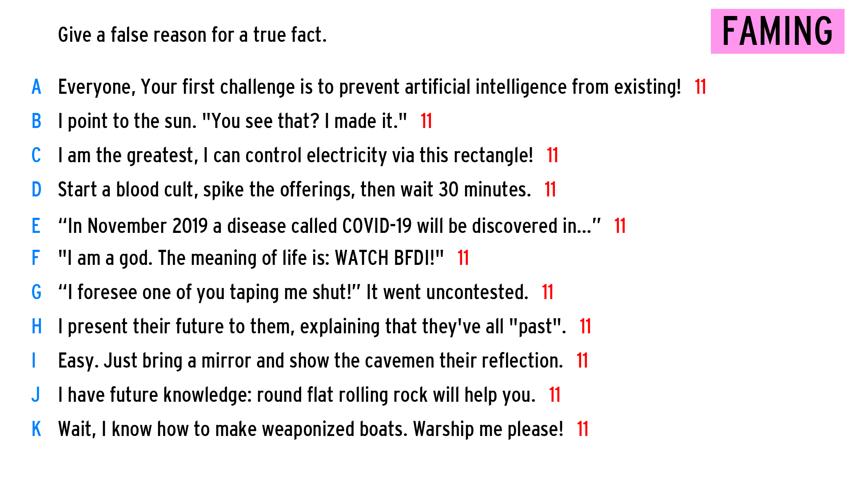 Give a false reason for a true fact.
FAMING
A Everyone, Your first challenge is to prevent artificial intelligence from existing! 11
B I point to the sun. "You see that? I made it." 11
C I am the greatest, I can control electricity via this rectangle! 11
D Start a blood cult, spike the offerings, then wait 30 minutes. 11
E “In November 2019 a disease called COVID-19 will be discovered in...” 11
F "I am a god. The meaning of life is: WATCH BFDI!" 11
G “I foresee one of you taping me shut!” It went uncontested. 11
H I present their future to them, explaining that they've all "past". 11
I Easy. Just bring a mirror and show the cavemen their reflection. 11
J I have future knowledge: round flat rolling rock will help you. 11
K Wait, I know how to make weaponized boats. Warship me please! 11